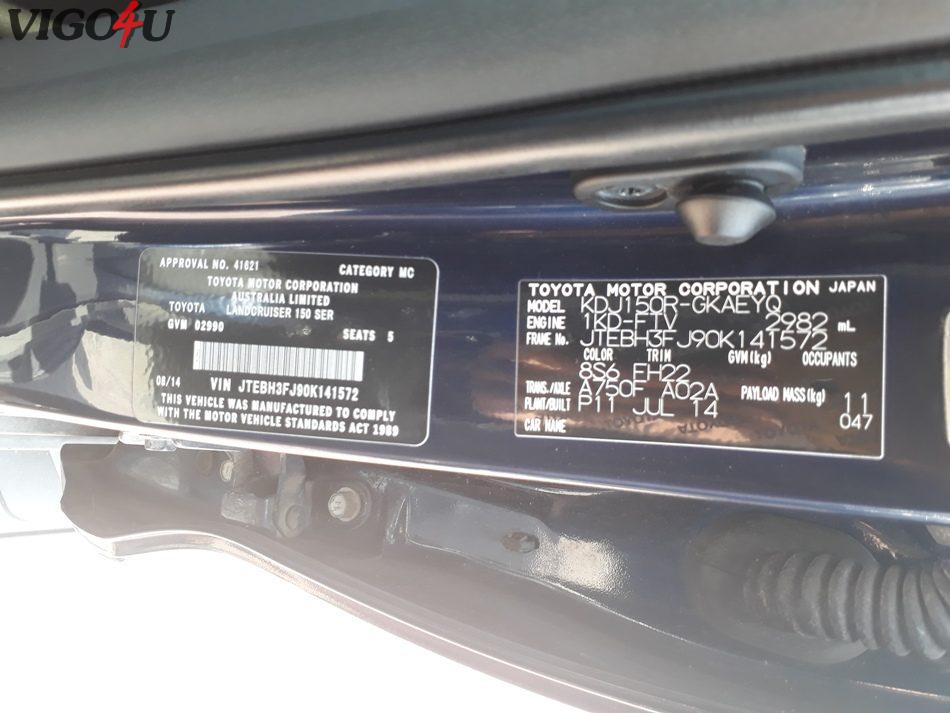 VIGO4U
APPROVAL NO. 41621 CATEGORY MC
TOYOTA MOTOR CORPORATION
AUSTRALIA LIMITED
TOYOTA LANDCRUISER 150 SER
GVM 02990 SEATS 5
08/14 VIN JTEBH3FJ90K141572
THIS VEHICLE WAS MANUFACTURED TO COMPLY
WITH THE MOTOR VEHICLE STANDARDS ACT 1989
TOYOTA MOTOR CORPORATION JAPAN
MODEL KDJ150R-GKAEYQ
ENGINE 1KD-FTV 2982 mL
FRAME No. JTEBH3FJ90K141572
COLOR TRIM GVM(kg) OCCUPANTS
8S6 FH22
TRANS./AXLE A750F A02A PAYLOAD MASS(kg) 11
PLANT/BUILT P11 JUL 14 047
CAR NAME